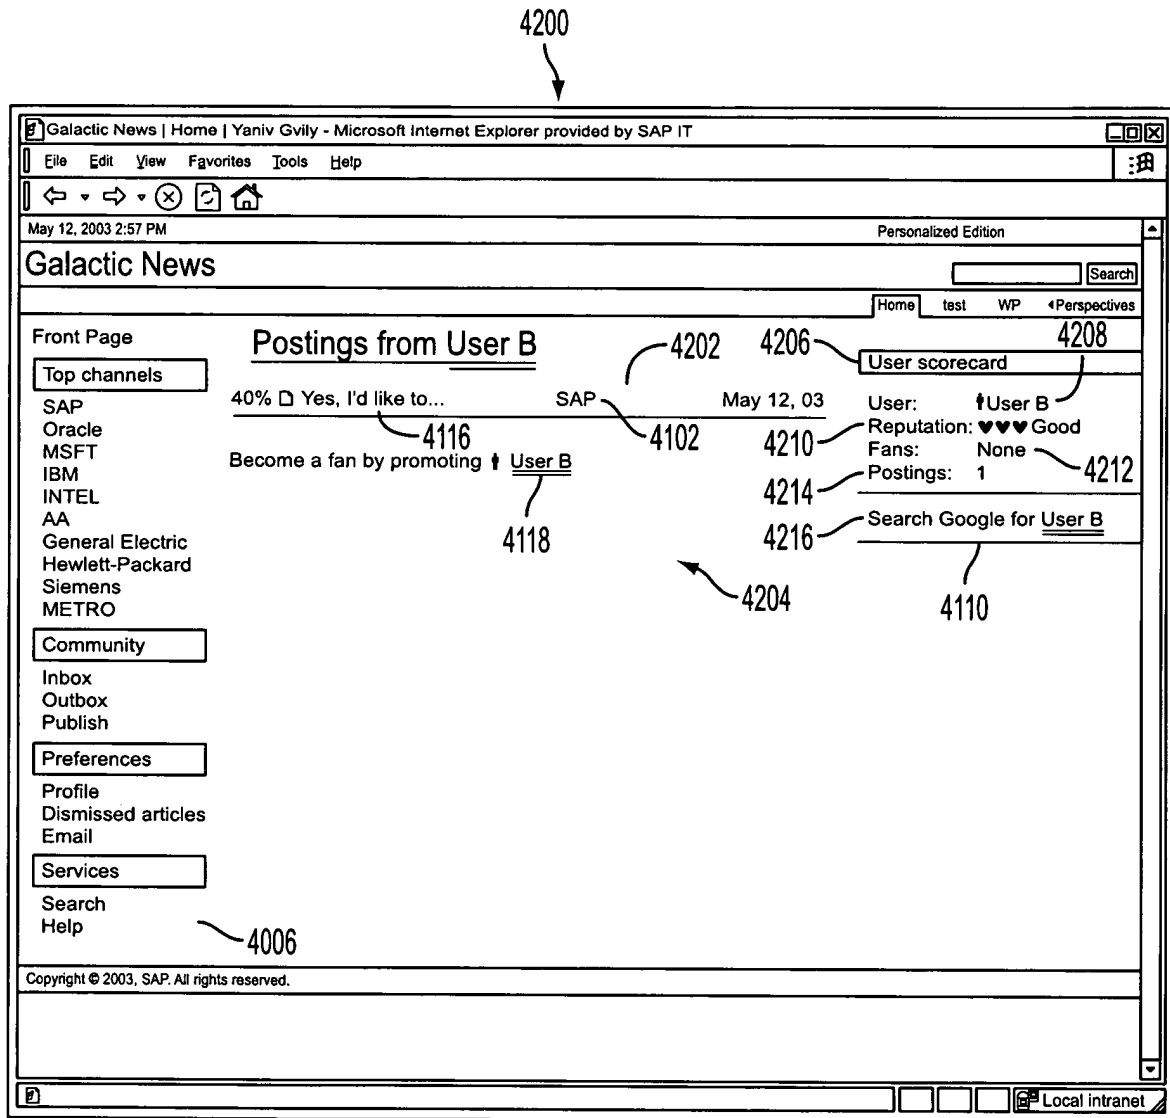 4200
Galactic News | Home | Yaniv Gvily - Microsoft Internet Explorer provided by SAP IT
File Edit View Favorites Tools Help
May 12, 2003 2:57 PM Personalized Edition
Galactic News
Search
Home test WP Perspectives
Front Page
Top channels
SAP
Oracle
MSFT
IBM
INTEL
AA
General Electric
Hewlett-Packard
Siemens
METRO
Community
Inbox
Outbox
Publish
Preferences
Profile
Dismissed articles
Email
Services
Search
Help
4006
Postings from User B
4202
40% Yes, I'd like to... SAP May 12, 03
4116
4102
Become a fan by promoting User B
4118
4204
4206
4208
User scorecard
User: User B
4210
Reputation: ♥♥♥ Good
Fans: None
4212
4214
Postings: 1
4216
Search Google for User B
4110
Copyright © 2003, SAP. All rights reserved.
Local intranet